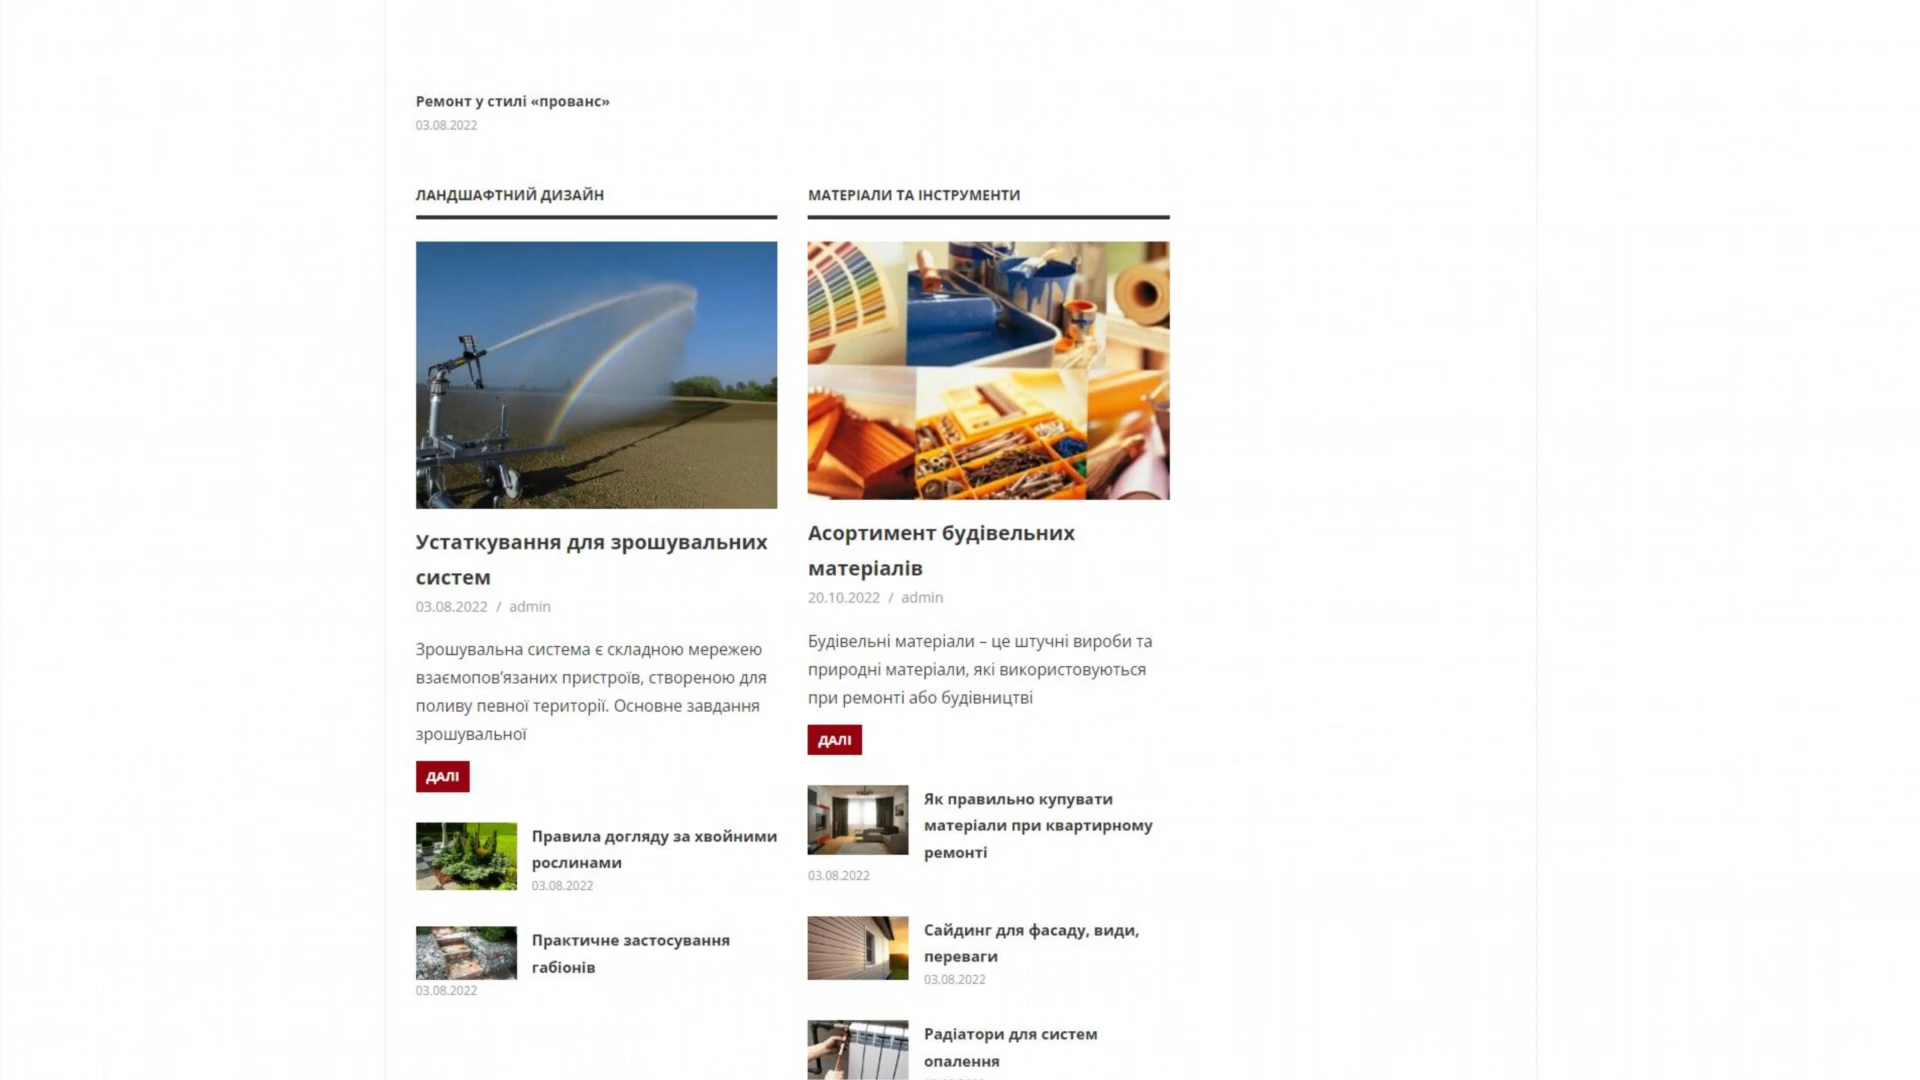 Ремонт у стилі «прованс»
03.08.2022
ЛАНДШАФТНИЙ ДИЗАЙН
Устаткування для зрошувальних
систем
03.08.2022 / admin
Зрошувальна система є складною мережею
взаємопов’язаних пристроїв, створеною для
поливу певної території. Основне завдання
зрошувальної
ДАЛІ
Правила догляду за хвойними
рослинами
03.08.2022
Практичне застосування
габіонів
03.08.2022
МАТЕРІАЛИ ТА ІНСТРУМЕНТИ
Асортимент будівельних
матеріалів
20.10.2022 / admin
Будівельні матеріали – це штучні вироби та
природні матеріали, які використовуються
при ремонті або будівництві
ДАЛІ
Як правильно купувати
матеріали при квартирному
ремонті
03.08.2022
Сайдинг для фасаду, види,
переваги
03.08.2022
Радіатори для систем
опалення